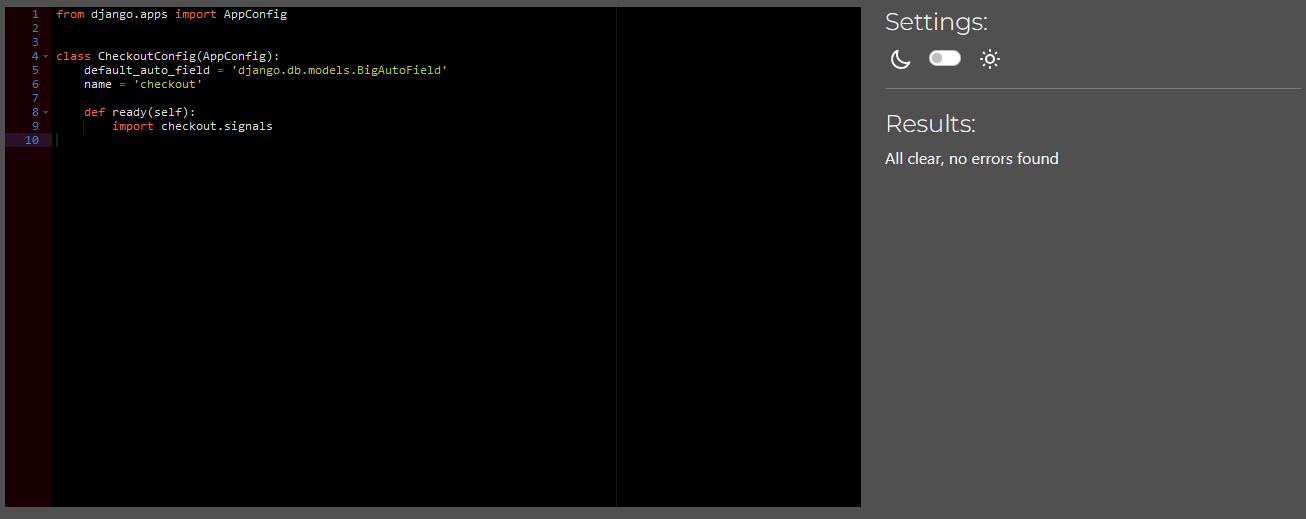 1 from django.apps import AppConfig
2
3
4 class CheckoutConfig(AppConfig):
5     default_auto_field = 'django.db.models.BigAutoField'
6     name = 'checkout'
7
8     def ready(self):
9         import checkout.signals
10
Settings:
Results:
All clear, no errors found